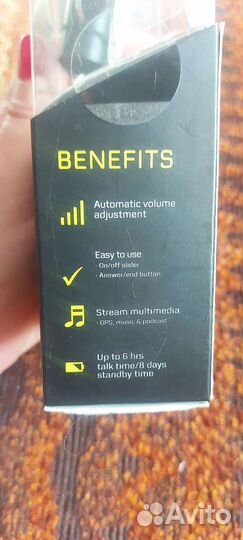 BENEFITS
Automatic volume
adjustment
Easy to use
- On/off slider
- Answer/end button
Stream multimedia
- GPS, music & podcast
Up to 6 hrs
talk time/8 days
standby time
Avito